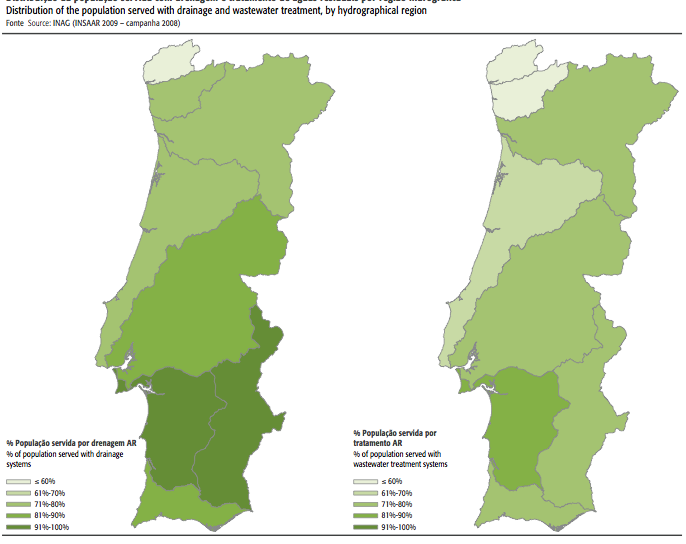 Distribution of the population served with drainage and wastewater treatment, by hydrographical region
Fonte Source: INAG (INSAAR 2009 – campanha 2008)
% População servida por drenagem AR
% of population served with drainage
systems
≤ 60%
61%-70%
71%-80%
81%-90%
91%-100%
% População servida por
tratamento AR
% of population served with
wastewater treatment systems
≤ 60%
61%-70%
71%-80%
81%-90%
91%-100%